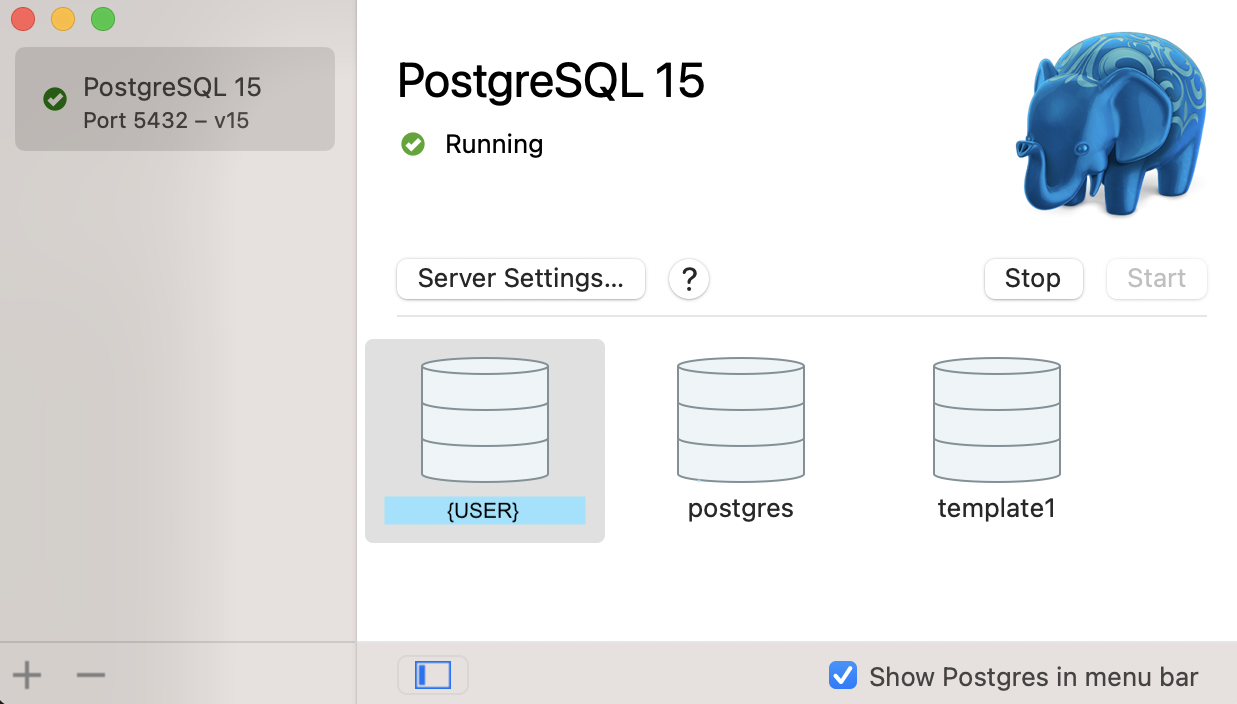 PostgreSQL 15
Port 5432 – v15
PostgreSQL 15
Running
Server Settings...
?
Stop
Start
{USER}
postgres
template1
Show Postgres in menu bar